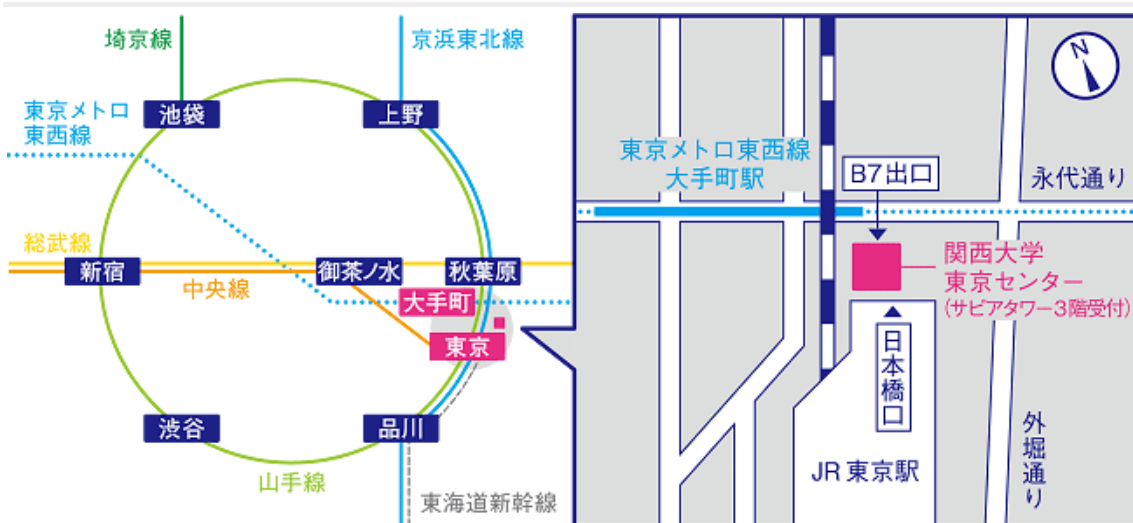 埼京線
京浜東北線
東京メトロ
東西線
池袋
上野
総武線
新宿
御茶ノ水
秋葉原
中央線
大手町
東京
渋谷
品川
山手線
東海道新幹線
N
東京メトロ東西線
大手町駅
B7出口
永代通り
関西大学
東京センター
(サピアタワー3階受付)
日本橋口
JR東京駅
外堀通り